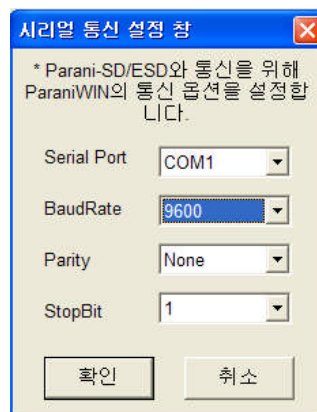 시리얼 통신 설정 창
* Parani-SD/ESD와 통신을 위해
ParaniWIN의 통신 옵션을 설정합
니다.
Serial Port COM1
BaudRate 9600
Parity None
StopBit 1
확인 취소